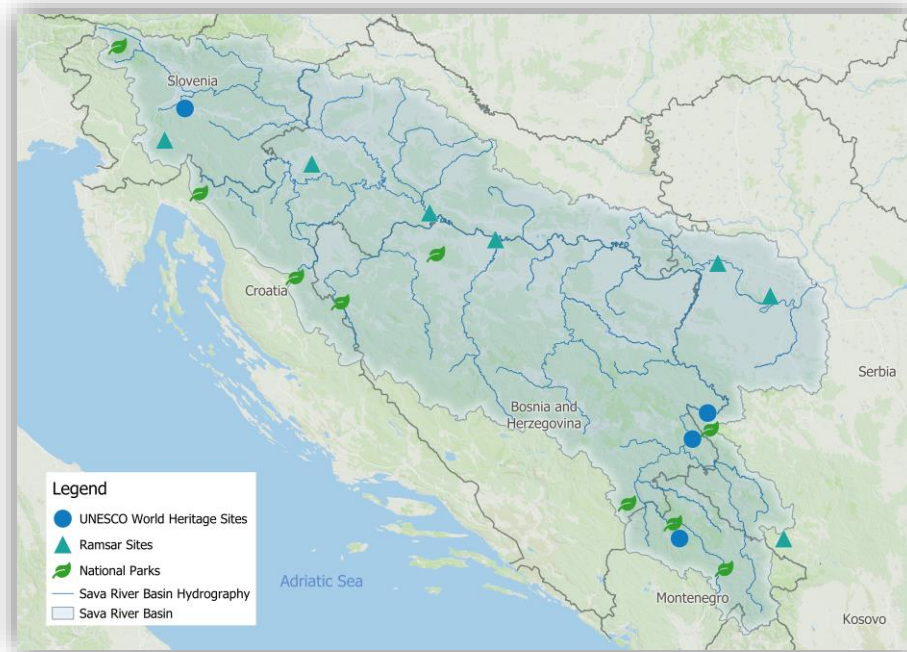 Slovenia
Croatia
Serbia
Bosnia and
Herzegovina
Legend
UNESCO World Heritage Sites
Ramsar Sites
National Parks
Sava River Basin Hydrography
Sava River Basin
Adriatic Sea
Montenegro
Kosovo